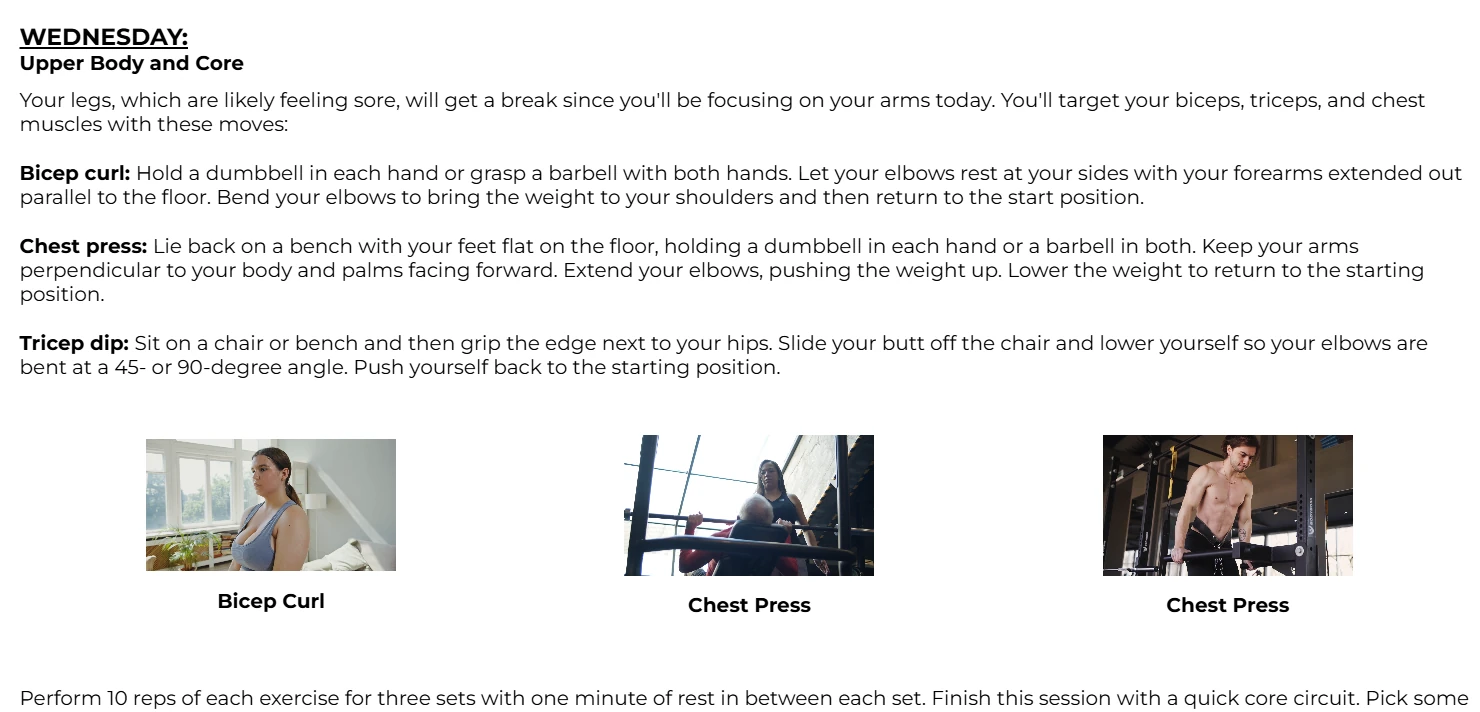 WEDNESDAY:
Upper Body and Core
Your legs, which are likely feeling sore, will get a break since you'll be focusing on your arms today. You'll target your biceps, triceps, and chest
muscles with these moves:
Bicep curl: Hold a dumbbell in each hand or grasp a barbell with both hands. Let your elbows rest at your sides with your forearms extended out
parallel to the floor. Bend your elbows to bring the weight to your shoulders and then return to the start position.
Chest press: Lie back on a bench with your feet flat on the floor, holding a dumbbell in each hand or a barbell in both. Keep your arms
perpendicular to your body and palms facing forward. Extend your elbows, pushing the weight up. Lower the weight to return to the starting
position.
Tricep dip: Sit on a chair or bench and then grip the edge next to your hips. Slide your butt off the chair and lower yourself so your elbows are
bent at a 45- or 90-degree angle. Push yourself back to the starting position.
Bicep Curl
Chest Press
Chest Press
Perform 10 reps of each exercise for three sets with one minute of rest in between each set. Finish this session with a quick core circuit. Pick some